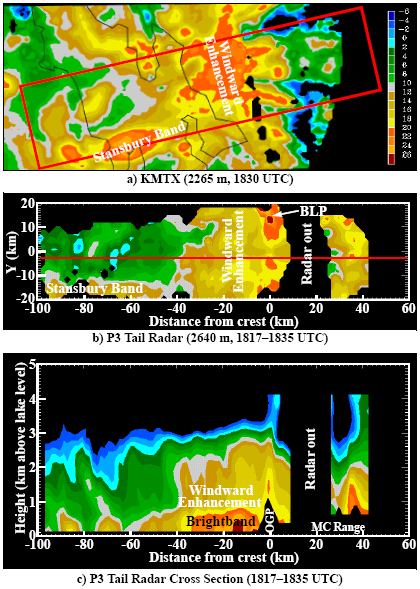 -6
-4
-2
0
2
4
6
8
10
12
14
16
18
20
22
24
26
Windward
Enhancement
Stansbury Band
a) KMTX (2265 m, 1830 UTC)
20
10
0
-10
-20
Y (km)
BLP
Windward
Enhancement
Radar out
Stansbury Band
-100 -80 -60 -40 -20 0 20 40 60
Distance from crest (km)
b) P3 Tail Radar (2640 m, 1817–1835 UTC)
5
4
3
2
1
0
Height (km above lake level)
Windward
Enhancement
Brightband
OGP
Radar out
MC Range
-100 -80 -60 -40 -20 0 20 40 60
Distance from crest (km)
c) P3 Tail Radar Cross Section (1817–1835 UTC)